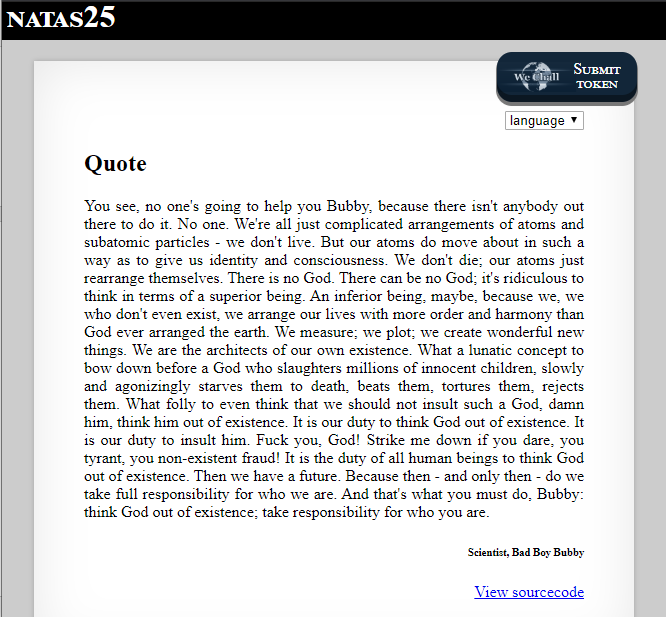 NATAS25
We Chall
SUBMIT
TOKEN
language ▼
Quote
You see, no one's going to help you Bubby, because there isn't anybody out
there to do it. No one. We're all just complicated arrangements of atoms and
subatomic particles - we don't live. But our atoms do move about in such a
way as to give us identity and consciousness. We don't die; our atoms just
rearrange themselves. There is no God. There can be no God; it's ridiculous to
think in terms of a superior being. An inferior being, maybe, because we, we
who don't even exist, we arrange our lives with more order and harmony than
God ever arranged the earth. We measure; we plot; we create wonderful new
things. We are the architects of our own existence. What a lunatic concept to
bow down before a God who slaughters millions of innocent children, slowly
and agonizingly starves them to death, beats them, tortures them, rejects
them. What folly to even think that we should not insult such a God, damn
him, think him out of existence. It is our duty to think God out of existence. It
is our duty to insult him. Fuck you, God! Strike me down if you dare, you
tyrant, you non-existent fraud! It is the duty of all human beings to think God
out of existence. Then we have a future. Because then - and only then - do we
take full responsibility for who we are. And that's what you must do, Bubby:
think God out of existence; take responsibility for who you are.
Scientist, Bad Boy Bubby
View sourcecode